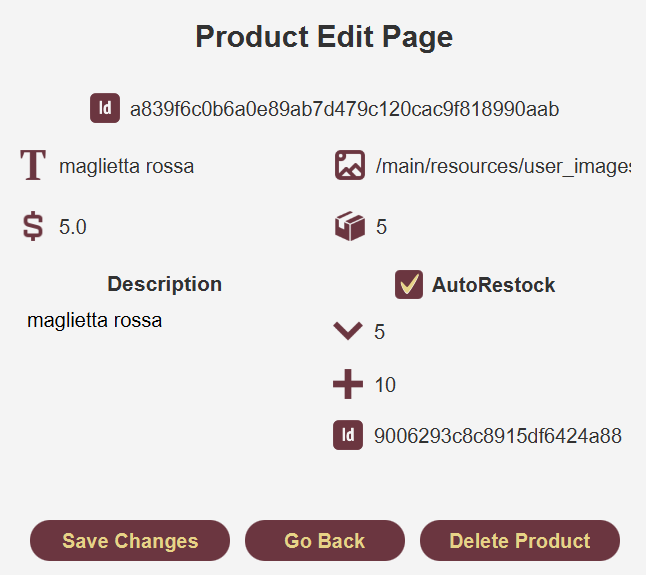 Product Edit Page
Id a839f6c0b6a0e89ab7d479c120cac9f818990aab
T maglietta rossa
/main/resources/user_images
$ 5.0
5
Description
AutoRestock
maglietta rossa
5
10
Id 9006293c8c8915df6424a88
Save Changes
Go Back
Delete Product